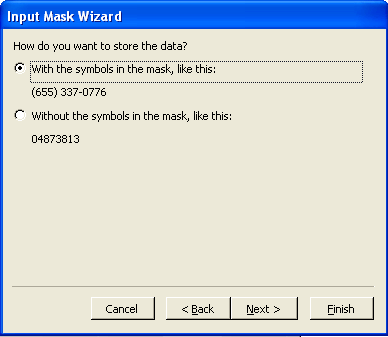 Input Mask Wizard
How do you want to store the data?
With the symbols in the mask, like this:
(655) 337-0776
Without the symbols in the mask, like this:
04873813
Cancel
< Back
Next >
Finish